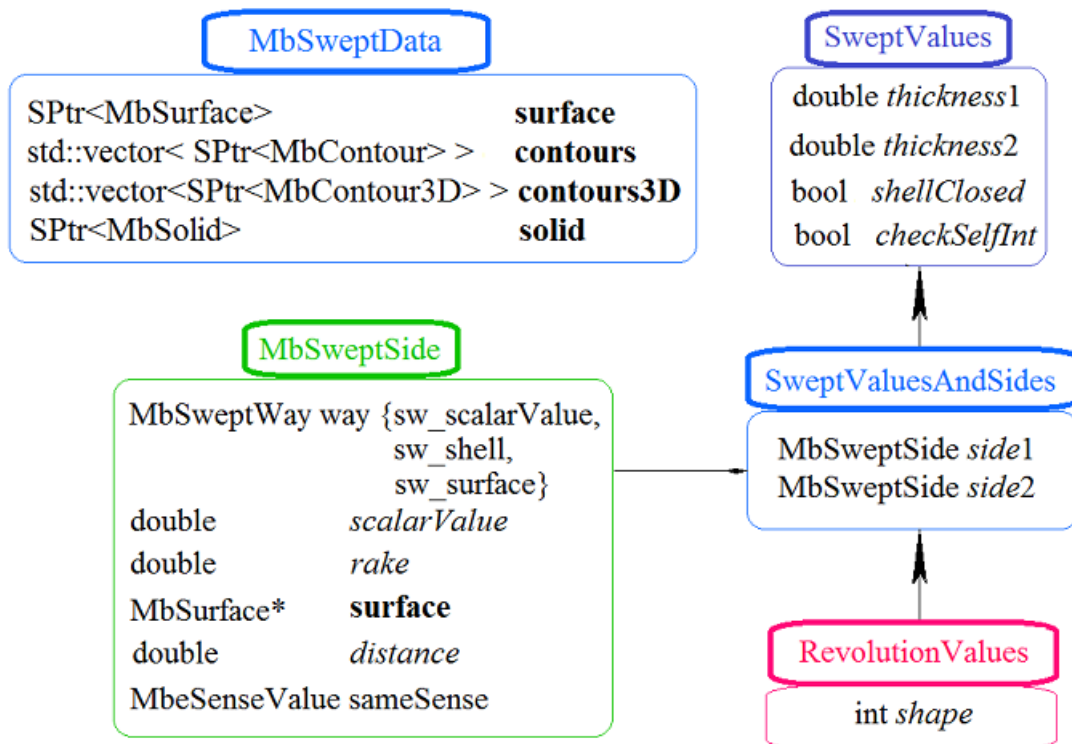 MbSweptData
SPtr<MbSurface> surface
std::vector< SPtr<MbContour> > contours
std::vector<SPtr<MbContour3D> > contours3D
SPtr<MbSolid> solid
SweptValues
double thickness1
double thickness2
bool shellClosed
bool checkSelfInt
MbSweptSide
MbSweptWay way {sw_scalarValue,
sw_shell,
sw_surface}
double scalarValue
double rake
MbSurface* surface
double distance
MbeSenseValue sameSense
SweptValuesAndSides
MbSweptSide side1
MbSweptSide side2
RevolutionValues
int shape